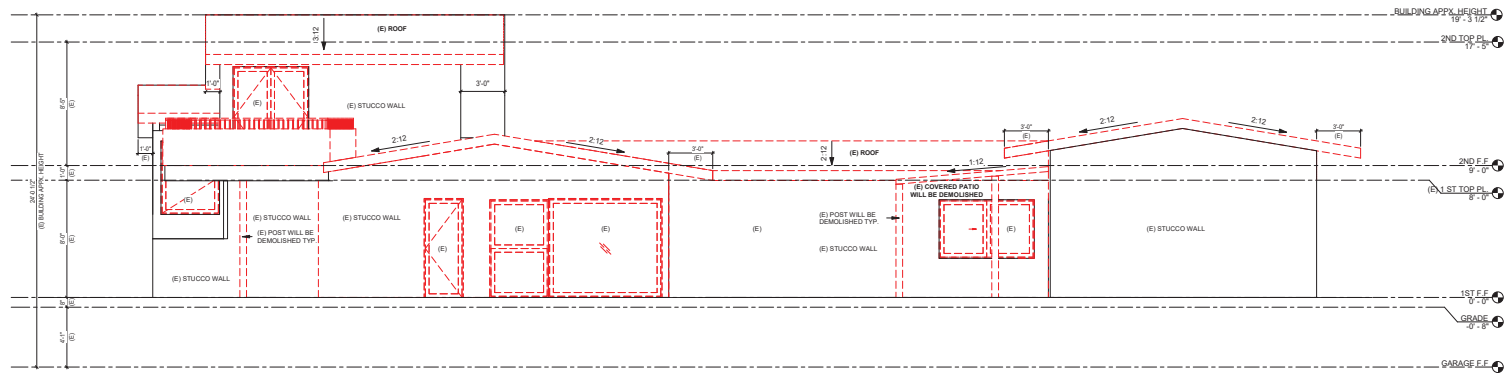 BUILDING APPX. HEIGHT
19' - 3 1/2"
2ND TOP PL.
17' - 5"
(E) ROOF
3:12
1'-0"
(E)
3'-0"
(E) STUCCO WALL
8'-5"
(E)
1'-0"
(E)
2:12
2:12
3'-0"
(E)
2:12
(E) ROOF
1:12
3'-0"
(E)
2:12
2:12
3'-0"
(E)
2ND F.F
9' - 0"
1'-0"
(E)
(E) 1 ST TOP PL.
8' - 0"
(E) COVERED PATIO
WILL BE DEMOLISHED
24'-0 1/2"
(E) BUILDING APPX. HEIGHT
(E)
(E) STUCCO WALL
(E) POST WILL BE
DEMOLISHED TYP.
(E) STUCCO WALL
(E) STUCCO WALL
(E)
(E)
(E)
(E)
(E) POST WILL BE
DEMOLISHED TYP.
(E) STUCCO WALL
(E)
(E) STUCCO WALL
8'-0"
(E)
1ST F.F
0' - 0"
8"
(E)
GRADE
-0' - 8"
4'-1"
(E)
GARAGE F.F